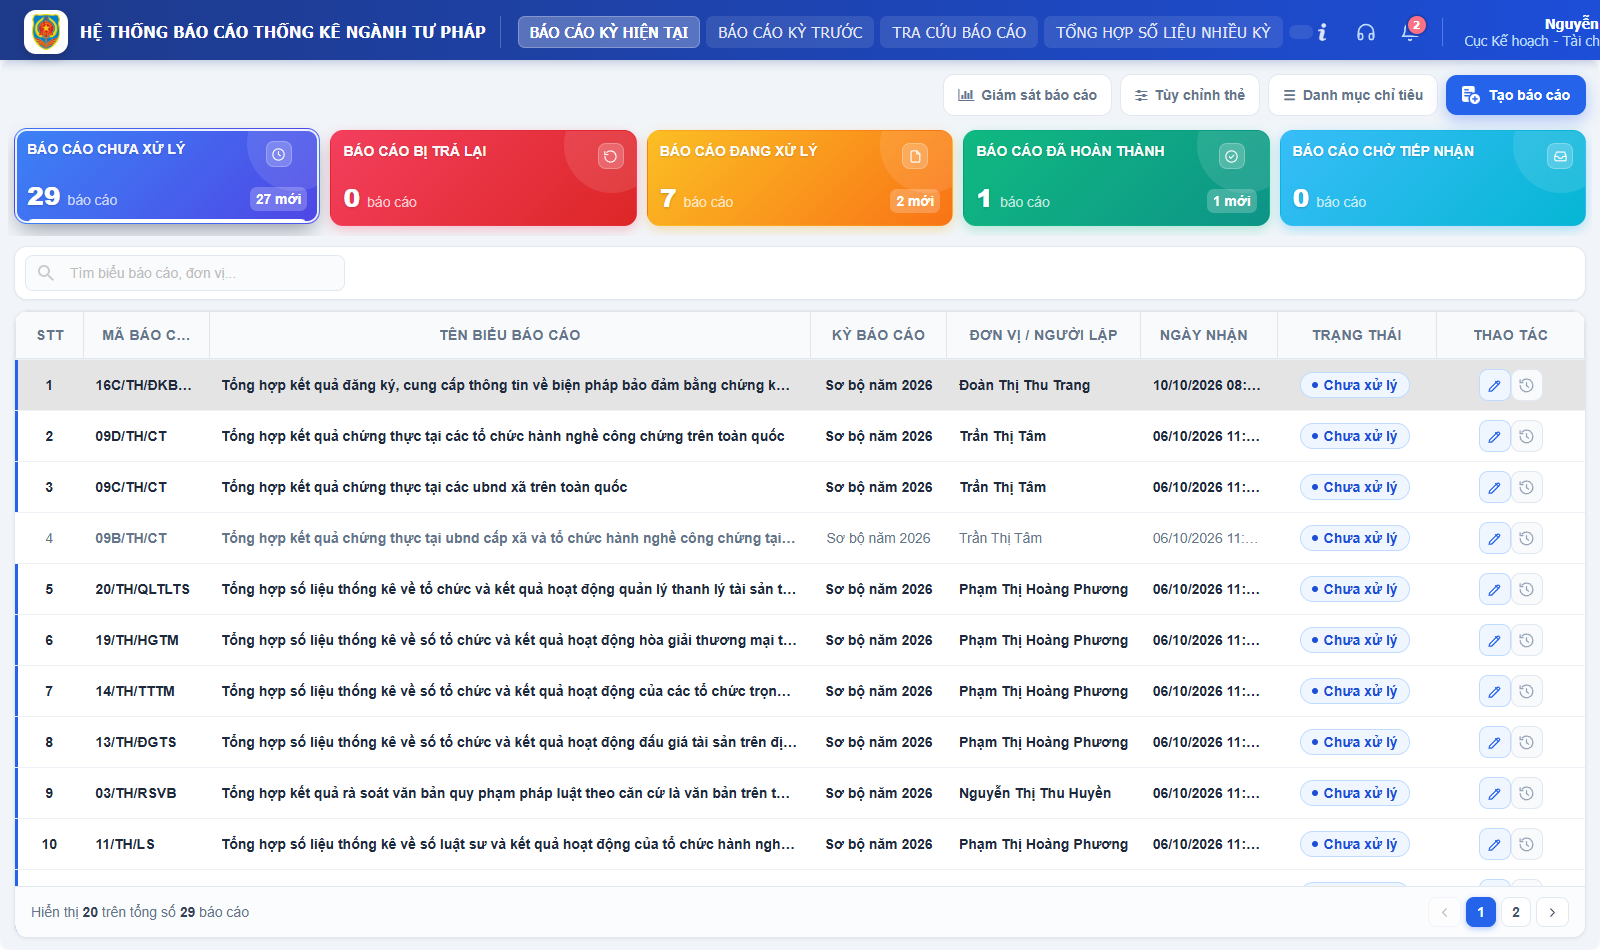 HỆ THỐNG BÁO CÁO THỐNG KÊ NGÀNH TƯ PHÁP
BÁO CÁO KỲ HIỆN TẠI
BÁO CÁO KỲ TRƯỚC
TRA CỨU BÁO CÁO
TỔNG HỢP SỐ LIỆU NHIỀU KỲ
2
Nguyễn
Cục Kế hoạch - Tài ch
Giám sát báo cáo
Tùy chỉnh thẻ
Danh mục chỉ tiêu
Tạo báo cáo
BÁO CÁO CHƯA XỬ LÝ
29 báo cáo
27 mới
BÁO CÁO BỊ TRẢ LẠI
0 báo cáo
BÁO CÁO ĐANG XỬ LÝ
7 báo cáo
2 mới
BÁO CÁO ĐÃ HOÀN THÀNH
1 báo cáo
1 mới
BÁO CÁO CHỜ TIẾP NHẬN
0 báo cáo
Tìm biểu báo cáo, đơn vị...
STT MÃ BÁO C... TÊN BIỂU BÁO CÁO KỲ BÁO CÁO ĐƠN VỊ / NGƯỜI LẬP NGÀY NHẬN TRẠNG THÁI THAO TÁC
1 16C/TH/ĐKB... Tổng hợp kết quả đăng ký, cung cấp thông tin về biện pháp bảo đảm bằng chứng k... Sơ bộ năm 2026 Đoàn Thị Thu Trang 10/10/2026 08:... Chưa xử lý
2 09D/TH/CT Tổng hợp kết quả chứng thực tại các tổ chức hành nghề công chứng trên toàn quốc Sơ bộ năm 2026 Trần Thị Tâm 06/10/2026 11:... Chưa xử lý
3 09C/TH/CT Tổng hợp kết quả chứng thực tại các ubnd xã trên toàn quốc Sơ bộ năm 2026 Trần Thị Tâm 06/10/2026 11:... Chưa xử lý
4 09B/TH/CT Tổng hợp kết quả chứng thực tại ubnd cấp xã và tổ chức hành nghề công chứng tại... Sơ bộ năm 2026 Trần Thị Tâm 06/10/2026 11:... Chưa xử lý
5 20/TH/QLTLTS Tổng hợp số liệu thống kê về tổ chức và kết quả hoạt động quản lý thanh lý tài sản t... Sơ bộ năm 2026 Phạm Thị Hoàng Phương 06/10/2026 11:... Chưa xử lý
6 19/TH/HGTM Tổng hợp số liệu thống kê về số tổ chức và kết quả hoạt động hòa giải thương mại t... Sơ bộ năm 2026 Phạm Thị Hoàng Phương 06/10/2026 11:... Chưa xử lý
7 14/TH/TTTM Tổng hợp số liệu thống kê về số tổ chức và kết quả hoạt động của các tổ chức trọn... Sơ bộ năm 2026 Phạm Thị Hoàng Phương 06/10/2026 11:... Chưa xử lý
8 13/TH/ĐGTS Tổng hợp số liệu thống kê về số tổ chức và kết quả hoạt động đấu giá tài sản trên đị... Sơ bộ năm 2026 Phạm Thị Hoàng Phương 06/10/2026 11:... Chưa xử lý
9 03/TH/RSVB Tổng hợp kết quả rà soát văn bản quy phạm pháp luật theo căn cứ là văn bản trên t... Sơ bộ năm 2026 Nguyễn Thị Thu Huyền 06/10/2026 11:... Chưa xử lý
10 11/TH/LS Tổng hợp số liệu thống kê về số luật sư và kết quả hoạt động của tổ chức hành ngh... Sơ bộ năm 2026 Phạm Thị Hoàng Phương 06/10/2026 11:... Chưa xử lý
Hiển thị 20 trên tổng số 29 báo cáo
1 2